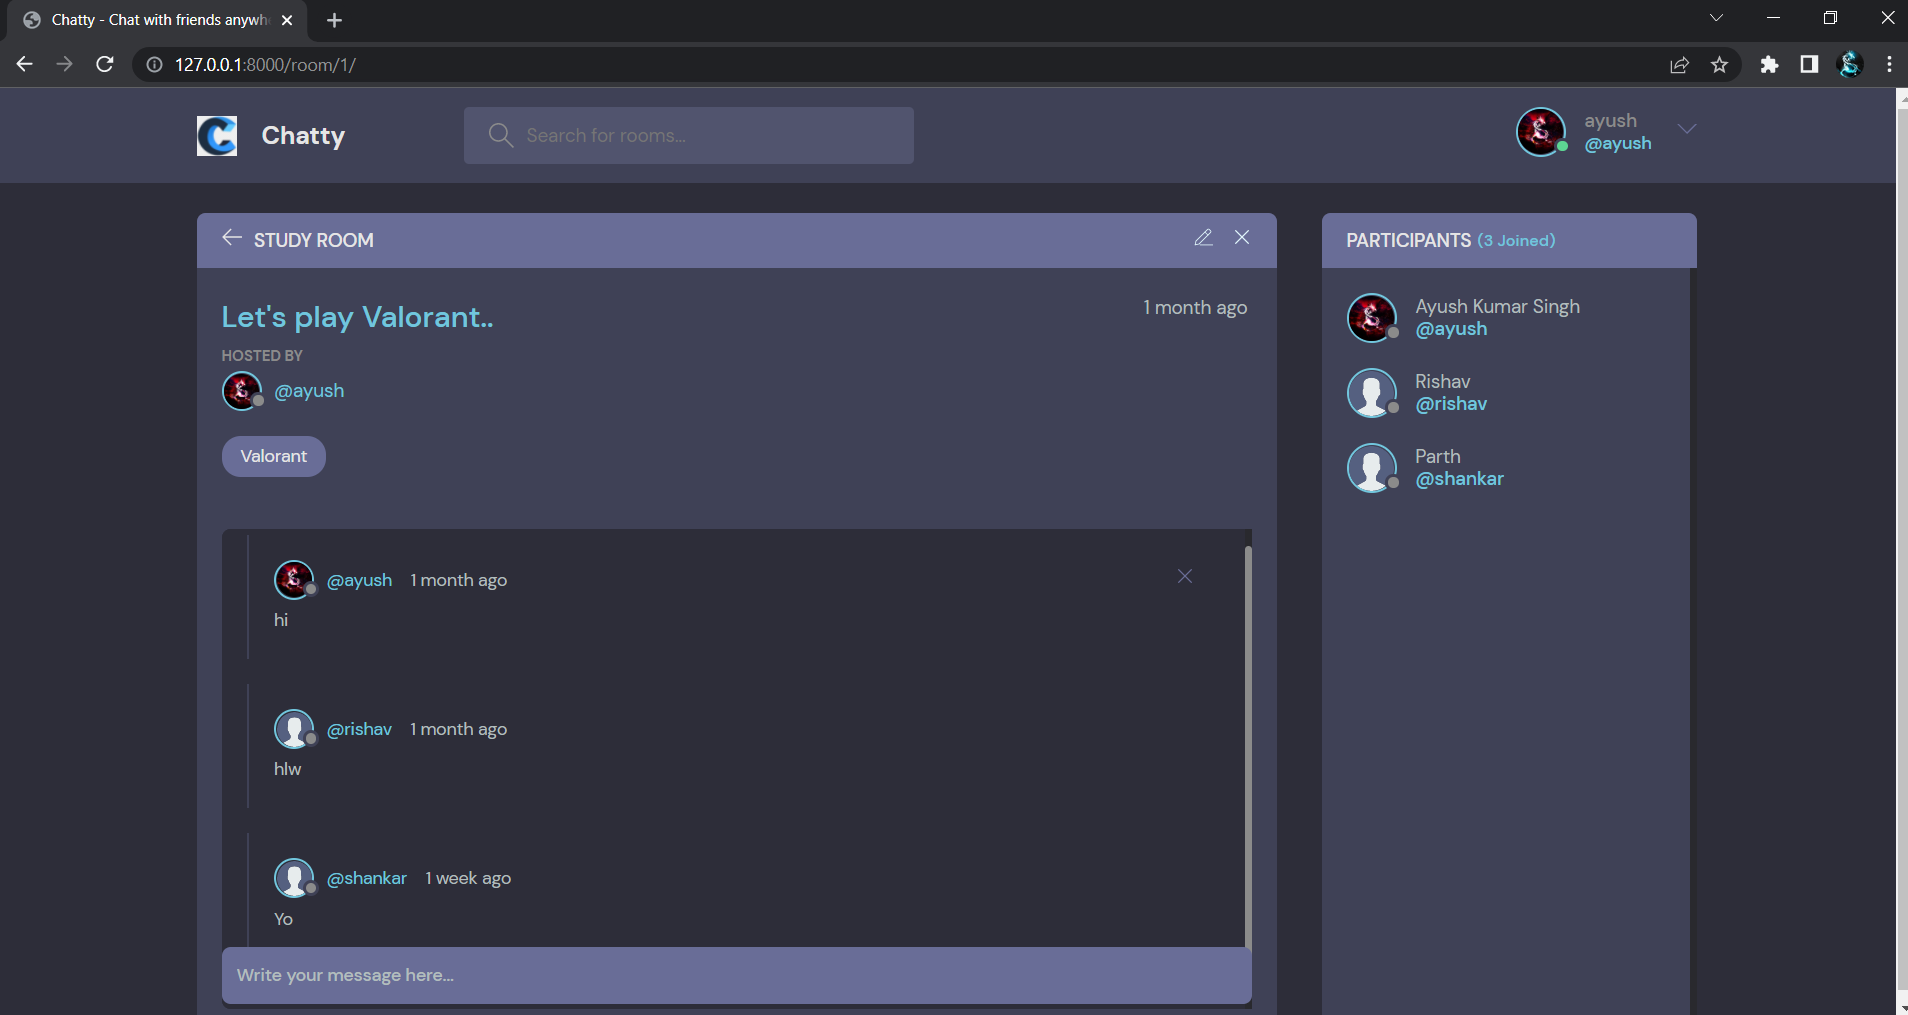 Chatty - Chat with friends anywh
127.0.0.1:8000/room/1/
Chatty
Search for rooms...
ayush
@ayush
STUDY ROOM
Let's play Valorant..
1 month ago
HOSTED BY
@ayush
Valorant
@ayush 1 month ago
hi
@rishav 1 month ago
hlw
@shankar 1 week ago
Yo
Write your message here...
PARTICIPANTS (3 Joined)
Ayush Kumar Singh
@ayush
Rishav
@rishav
Parth
@shankar